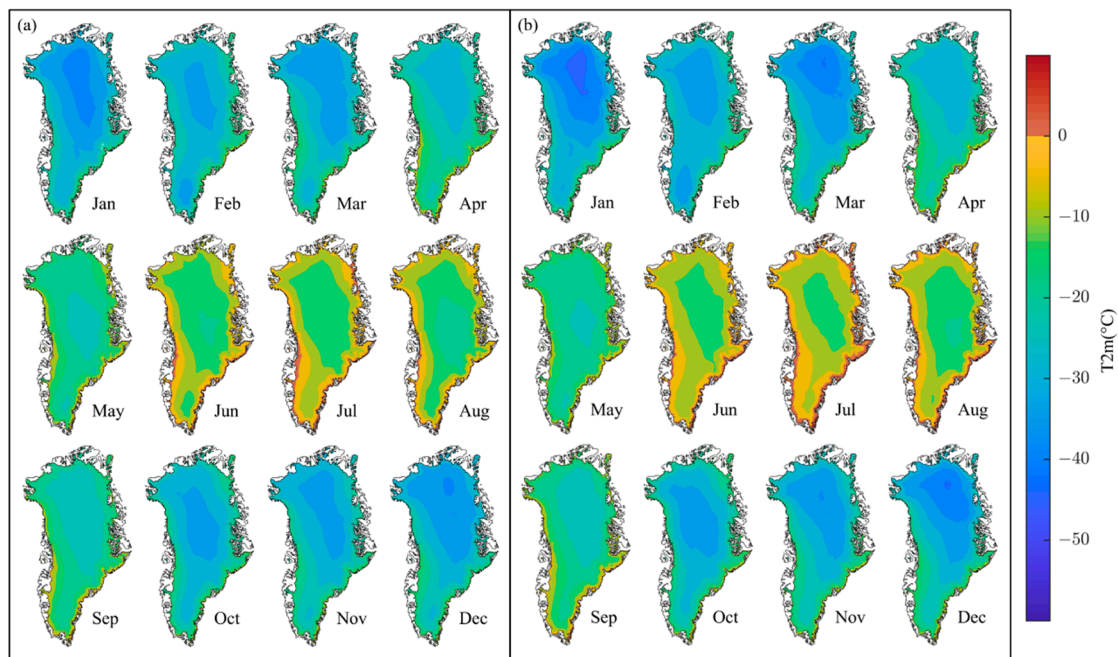 (a)
(b)
Jan Feb Mar Apr
Jan Feb Mar Apr
May Jun Jul Aug
May Jun Jul Aug
Sep Oct Nov Dec
Sep Oct Nov Dec
0
−10
−20
−30
−40
−50
T2m(°C)